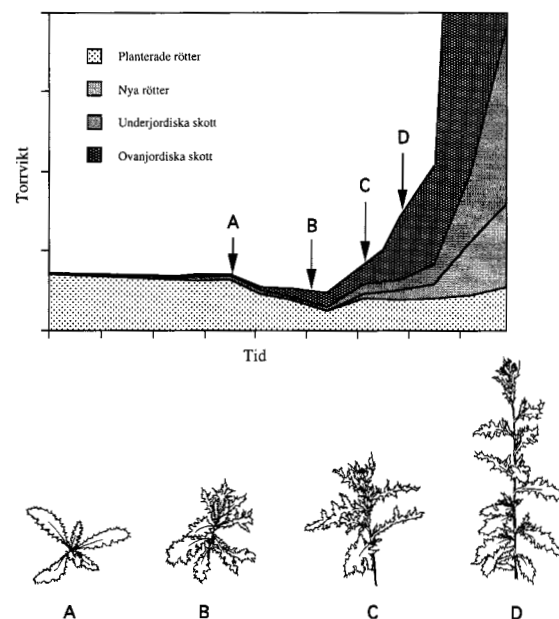 Planterade rötter
Nya rötter
Underjordiska skott
Ovanjordiska skott
Torrvikt
A
B
C
D
Tid
A
B
C
D